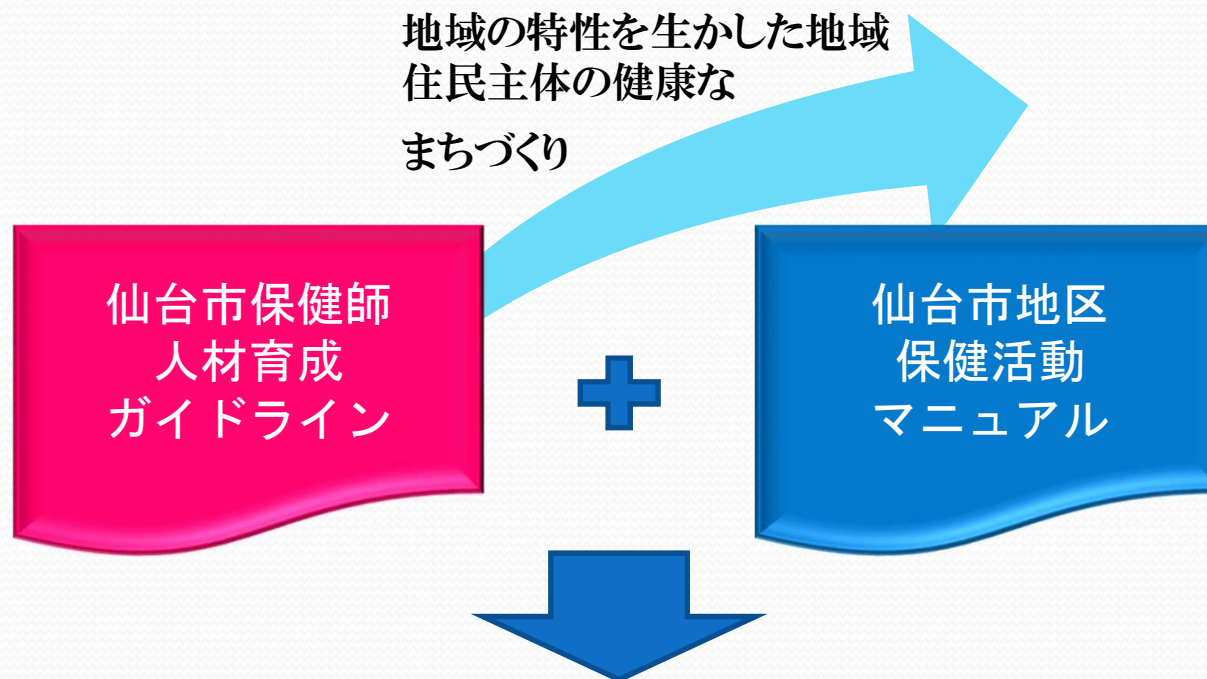 地域の特性を生かした地域
住民主体の健康な
まちづくり
仙台市保健師
人材育成
ガイドライン
仙台市地区
保健活動
マニュアル